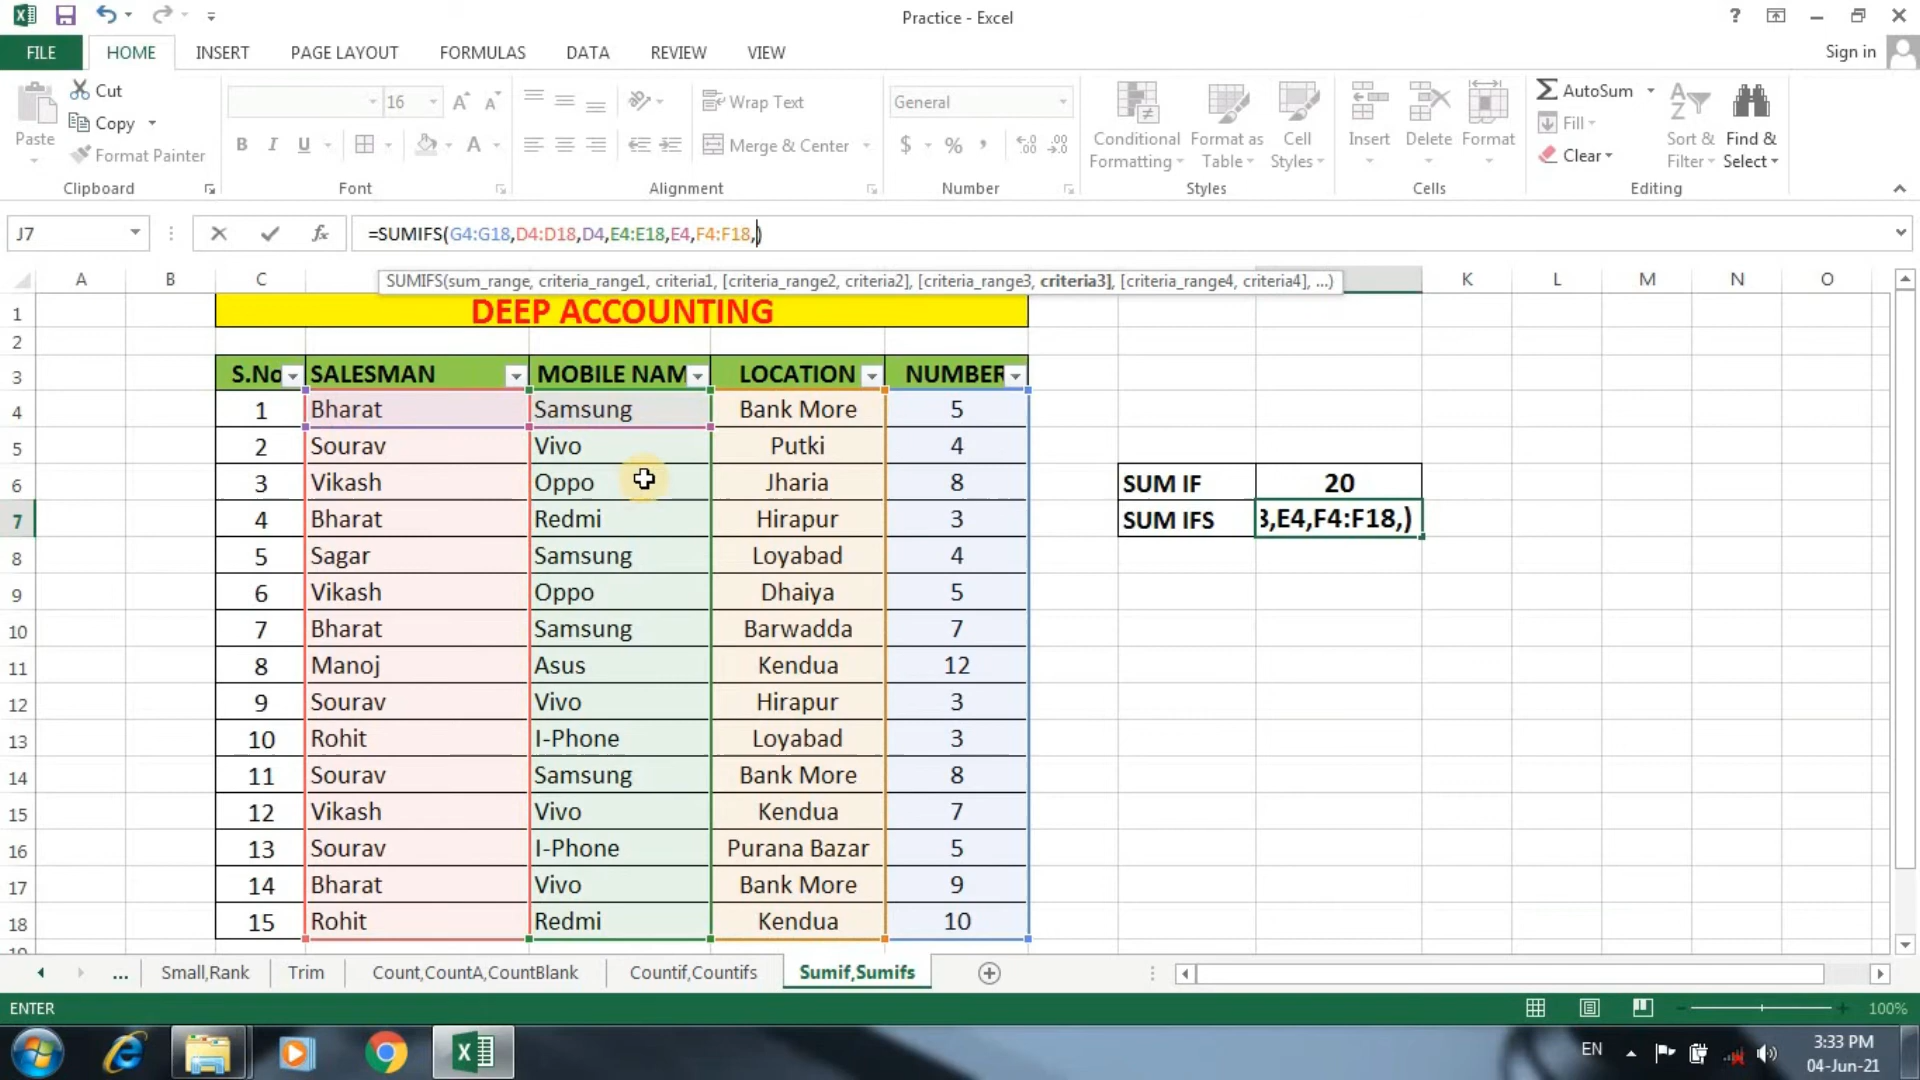 Practice - Excel
?
FILE HOME INSERT PAGE LAYOUT FORMULAS DATA REVIEW VIEW Sign in
Paste
Cut
Copy
Format Painter
Clipboard
16
B I U
Font
Wrap Text
Merge & Center
Alignment
General
$ % ,
Number
Conditional Formatting
Format as Table
Cell Styles
Styles
Insert
Delete
Format
Cells
AutoSum
Fill
Clear
Sort & Filter
Find & Select
Editing
J7
fx
=SUMIFS(G4:G18,D4:D18,D4,E4:E18,E4,F4:F18,)
SUMIFS(sum_range, criteria_range1, criteria1, [criteria_range2, criteria2], [criteria_range3, criteria3], [criteria_range4, criteria4], ...)
A B C K L M N O
1 DEEP ACCOUNTING
2
3 S.No SALESMAN MOBILE NAM LOCATION NUMBER
4 1 Bharat Samsung Bank More 5
5 2 Sourav Vivo Putki 4
6 3 Vikash Oppo Jharia 8 SUM IF 20
7 4 Bharat Redmi Hirapur 3 SUM IFS 3,E4,F4:F18,)
8 5 Sagar Samsung Loyabad 4
9 6 Vikash Oppo Dhaiya 5
10 7 Bharat Samsung Barwadda 7
11 8 Manoj Asus Kendua 12
12 9 Sourav Vivo Hirapur 3
13 10 Rohit I-Phone Loyabad 3
14 11 Sourav Samsung Bank More 8
15 12 Vikash Vivo Kendua 7
16 13 Sourav I-Phone Purana Bazar 5
17 14 Bharat Vivo Bank More 9
18 15 Rohit Redmi Kendua 10
... Small,Rank Trim Count,CountA,CountBlank Countif,Countifs Sumif,Sumifs
ENTER 100%
EN 3:33 PM
04-Jun-21